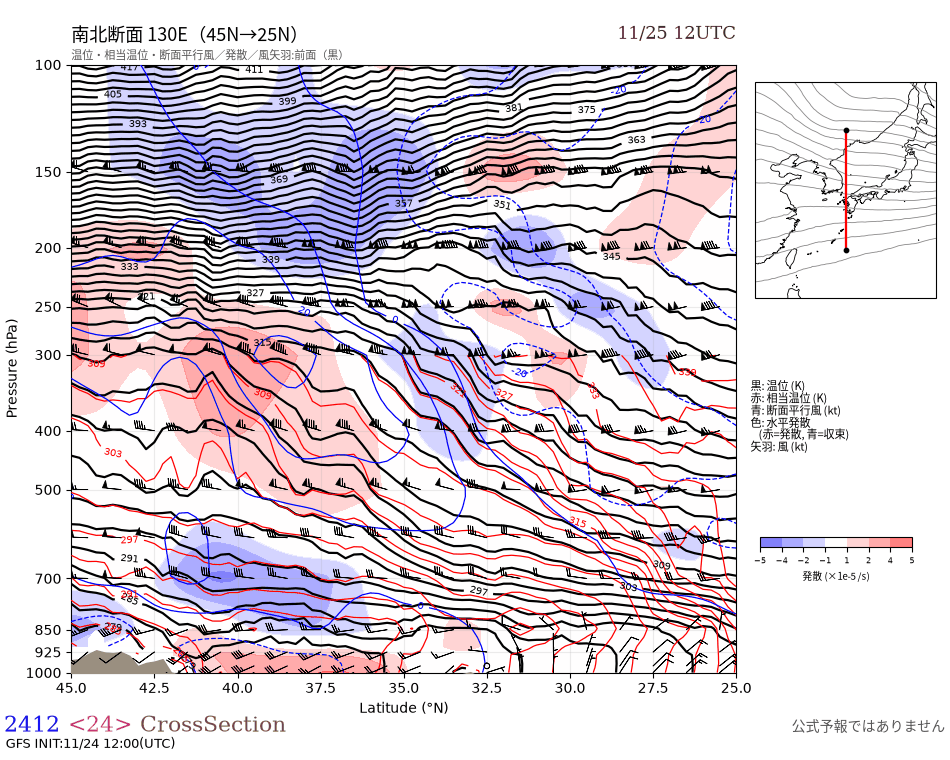 南北断面 130E（45N→25N）
11/25 12UTC
温位・相当温位・断面平行風／発散／風矢羽:前面（黒）
Pressure (hPa)
100
150
200
250
300
400
500
700
850
925
1000
417
411
405
399
393
381
375
369
363
357
351
345
339
333
327
321
315
309
303
297
291
285
279
-20
20
0
45.0 42.5 40.0 37.5 35.0 32.5 30.0 27.5 25.0
Latitude (°N)
黒: 温位 (K)
赤: 相当温位 (K)
青: 断面平行風 (kt)
色: 水平発散
(赤=発散, 青=収束)
矢羽: 風 (kt)
−5 −4 −2 −1 1 2 4 5
発散 (×1e-5 /s)
2412 <24> CrossSection
公式予報ではありません
GFS INIT:11/24 12:00(UTC)